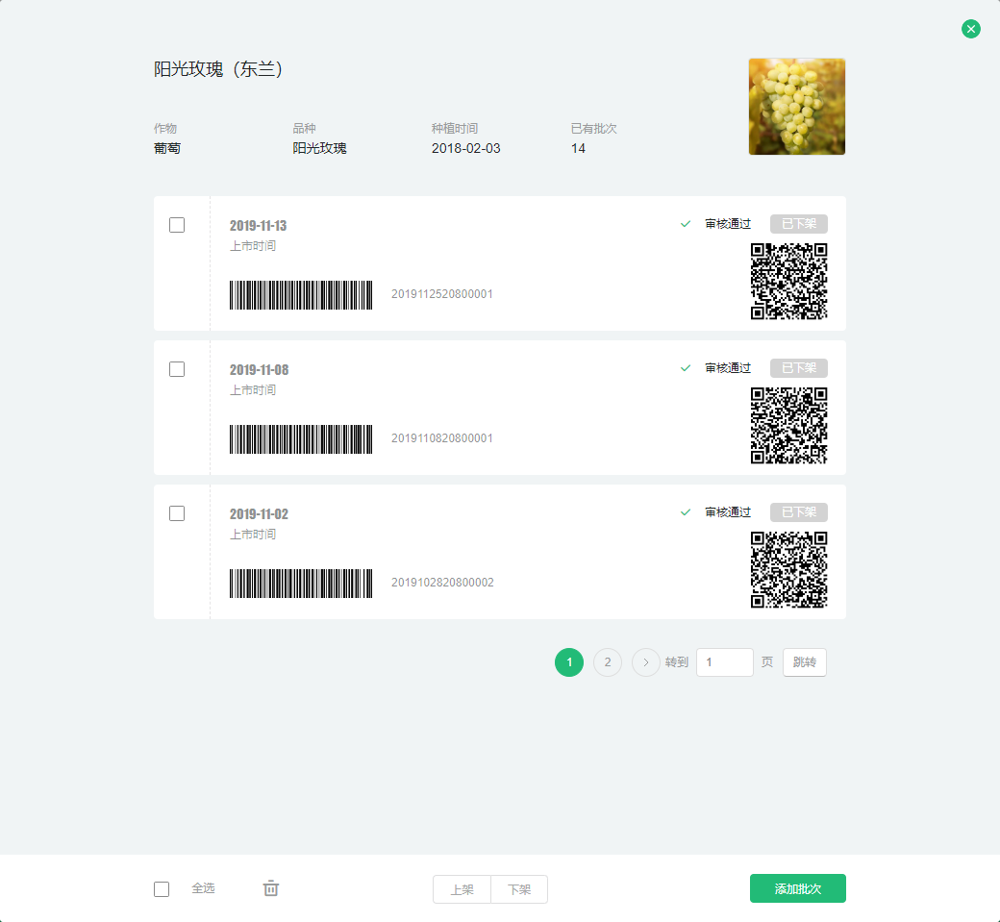 阳光玫瑰（东兰）
作物 品种 种植时间 已有批次
葡萄 阳光玫瑰 2018-02-03 14
2019-11-13 审核通过 已下架
上市时间
2019112520800001
2019-11-08 审核通过 已下架
上市时间
2019110820800001
2019-11-02 审核通过 已下架
上市时间
2019102820800002
1 2 > 转到 1 页 跳转
全选 上架 下架 添加批次